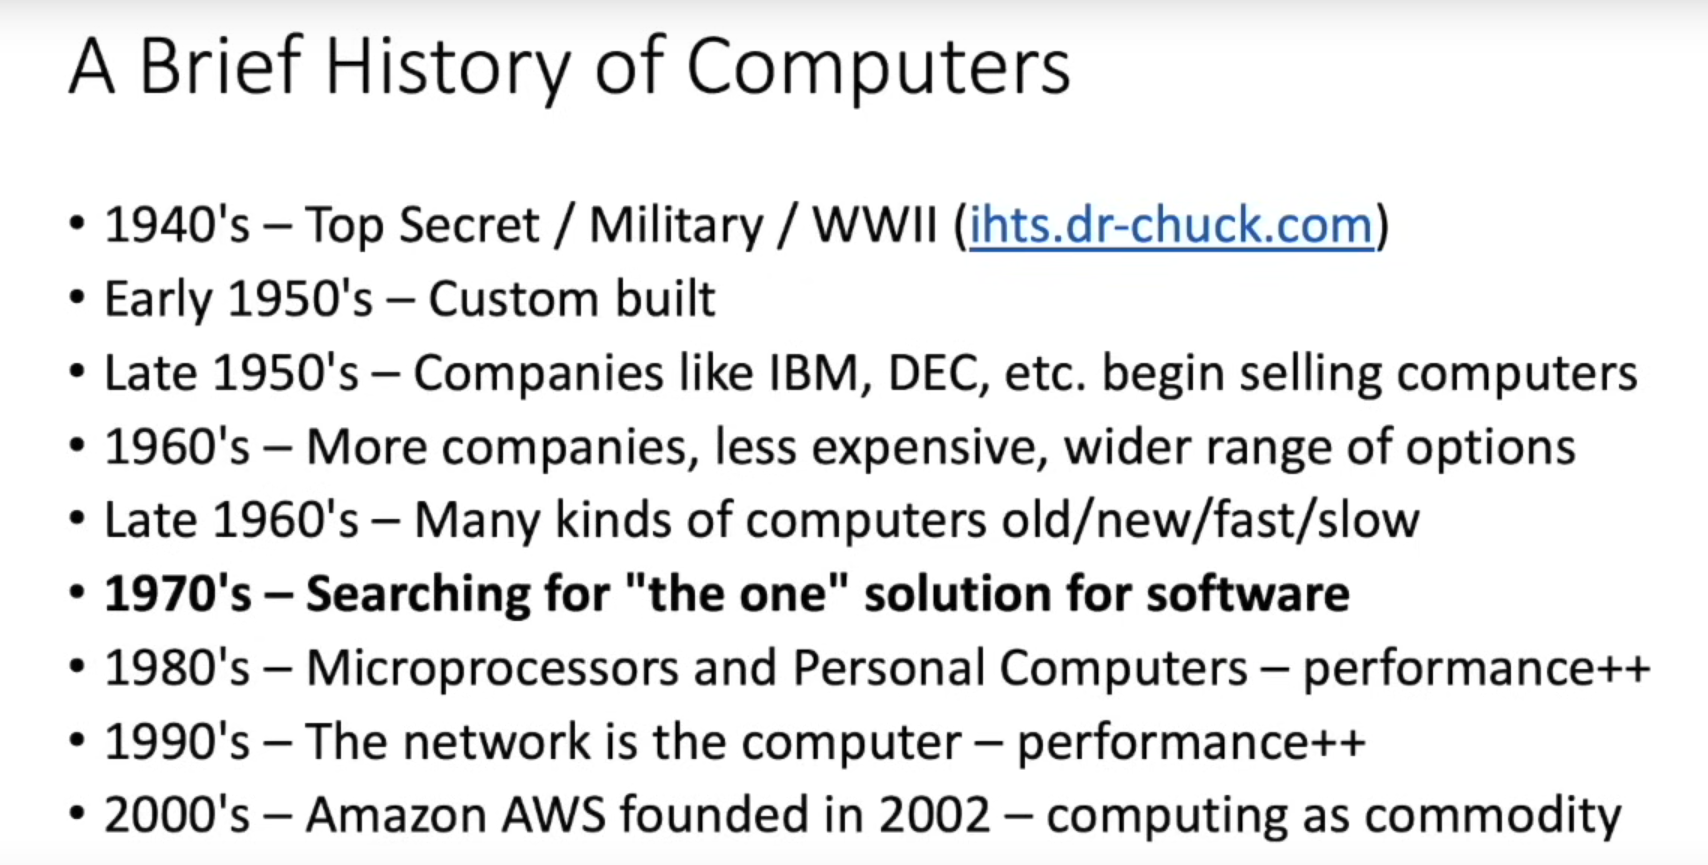 A Brief History of Computers
• 1940's – Top Secret / Military / WWII (ihts.dr-chuck.com)
• Early 1950's – Custom built
• Late 1950's – Companies like IBM, DEC, etc. begin selling computers
• 1960's – More companies, less expensive, wider range of options
• Late 1960's – Many kinds of computers old/new/fast/slow
• 1970's – Searching for "the one" solution for software
• 1980's – Microprocessors and Personal Computers – performance++
• 1990's – The network is the computer – performance++
• 2000's – Amazon AWS founded in 2002 – computing as commodity